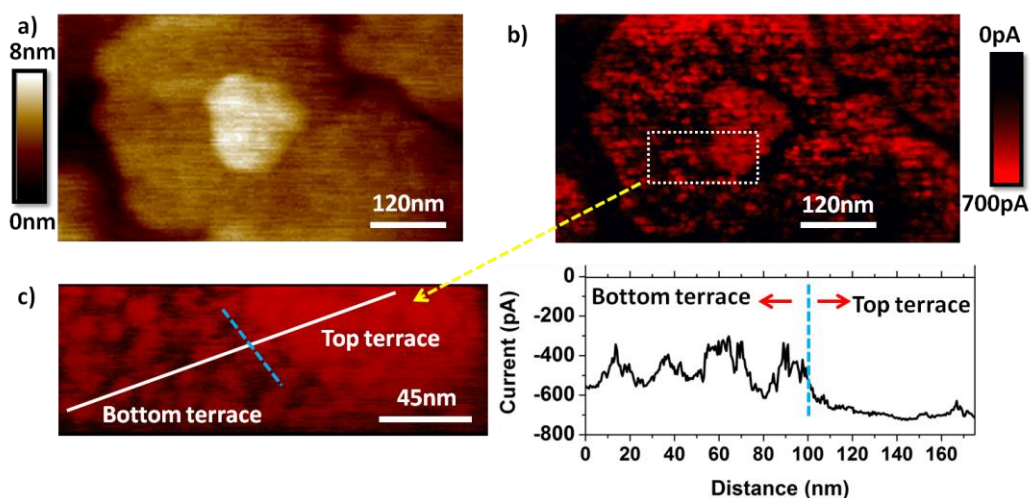 a)
8nm
0nm
120nm
b)
0pA
700pA
120nm
c)
Top terrace
Bottom terrace
45nm
Current (pA)
0
-200
-400
-600
-800
Bottom terrace
Top terrace
0 20 40 60 80 100 120 140 160
Distance (nm)